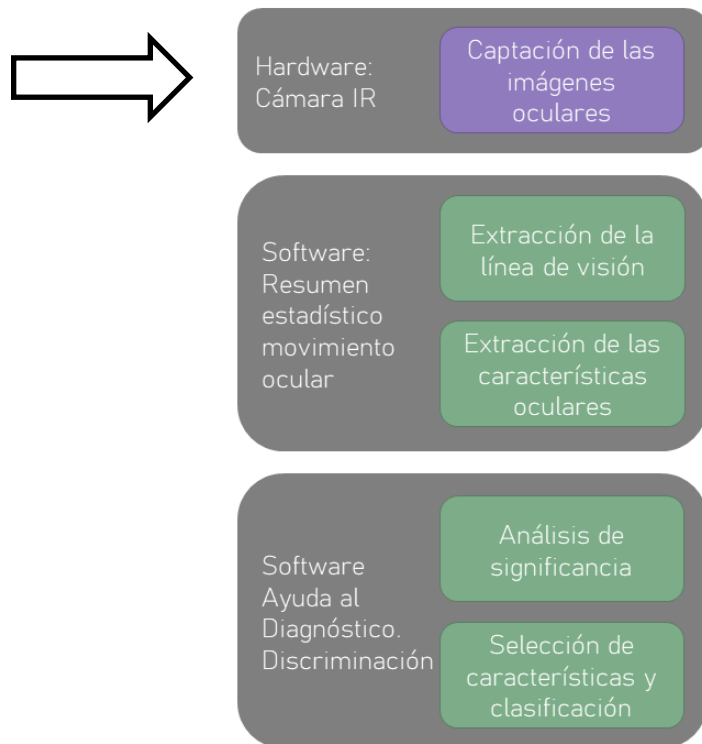 Hardware:
Cámara IR
Captación de las
imágenes
oculares
Software:
Resumen
estadístico
movimiento
ocular
Extracción de la
línea de visión
Extracción de las
características
oculares
Software
Ayuda al
Diagnóstico.
Discriminación
Análisis de
significancia
Selección de
características y
clasificación